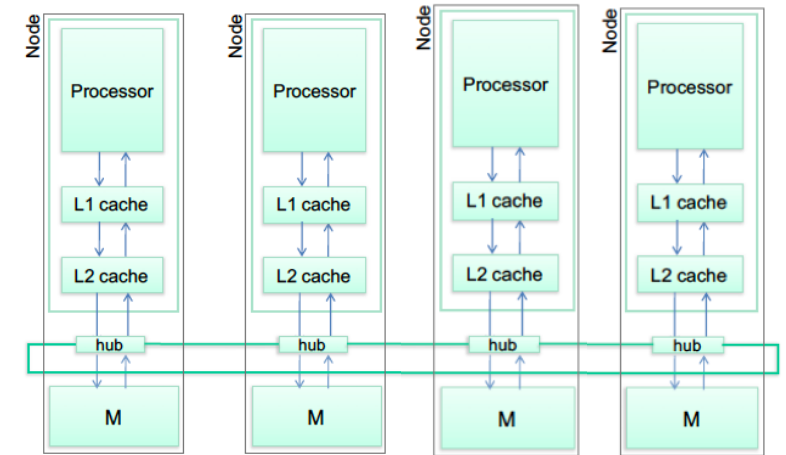 Node
Node
Node
Node
Processor
Processor
Processor
Processor
L1 cache
L1 cache
L1 cache
L1 cache
L2 cache
L2 cache
L2 cache
L2 cache
hub
hub
hub
hub
M
M
M
M